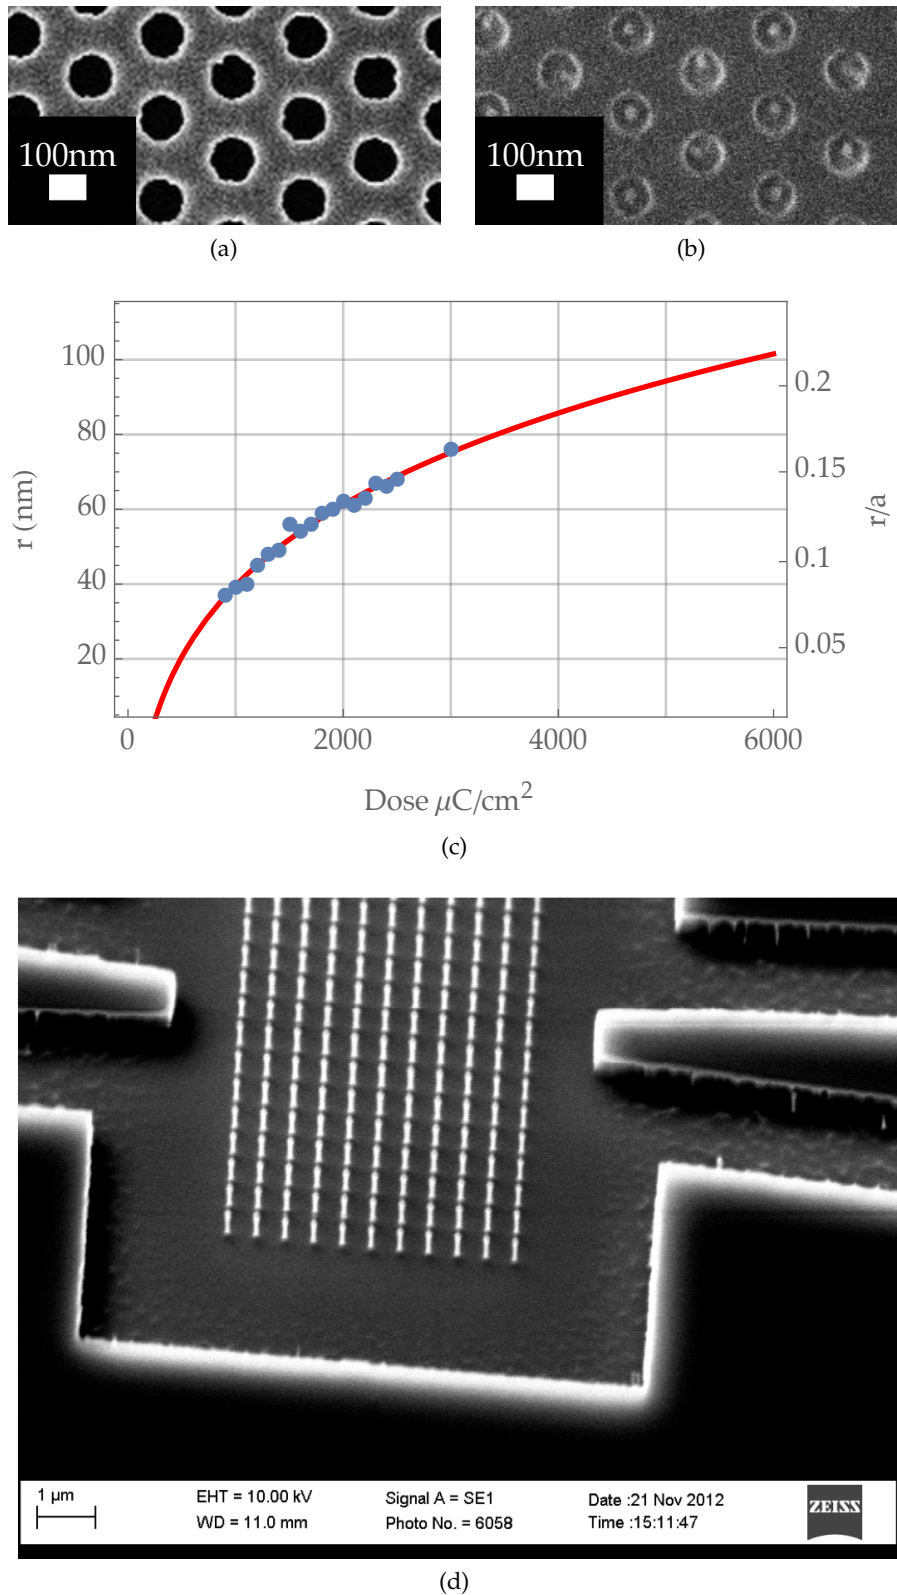 100nm
100nm
(a)
(b)
100
80
60
40
20
r (nm)
0.2
0.15
0.1
0.05
r/a
0
2000
4000
6000
Dose μC/cm²
(c)
1 µm
EHT = 10.00 kV
Signal A = SE1
Date :21 Nov 2012
WD = 11.0 mm
Photo No. = 6058
Time :15:11:47
ZEISS
(d)